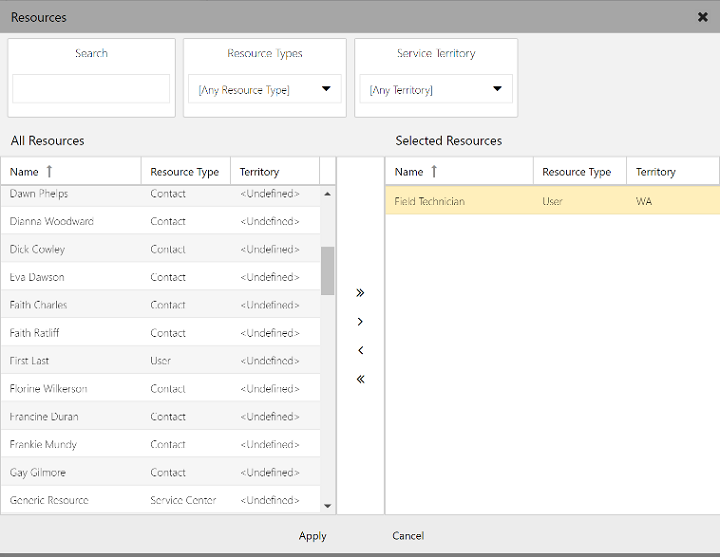 Resources
Search
Resource Types
Service Territory
[Any Resource Type]
[Any Territory]
All Resources
Selected Resources
Name Resource Type Territory
Name Resource Type Territory
Dawn Phelps Contact <Undefined>
Field Technician User WA
Dianna Woodward Contact <Undefined>
Dick Cowley Contact <Undefined>
Eva Dawson Contact <Undefined>
Faith Charles Contact <Undefined>
Faith Ratliff Contact <Undefined>
First Last User <Undefined>
Florine Wilkerson Contact <Undefined>
Francine Duran Contact <Undefined>
Frankie Mundy Contact <Undefined>
Gay Gilmore Contact <Undefined>
Generic Resource Service Center <Undefined>
Apply
Cancel